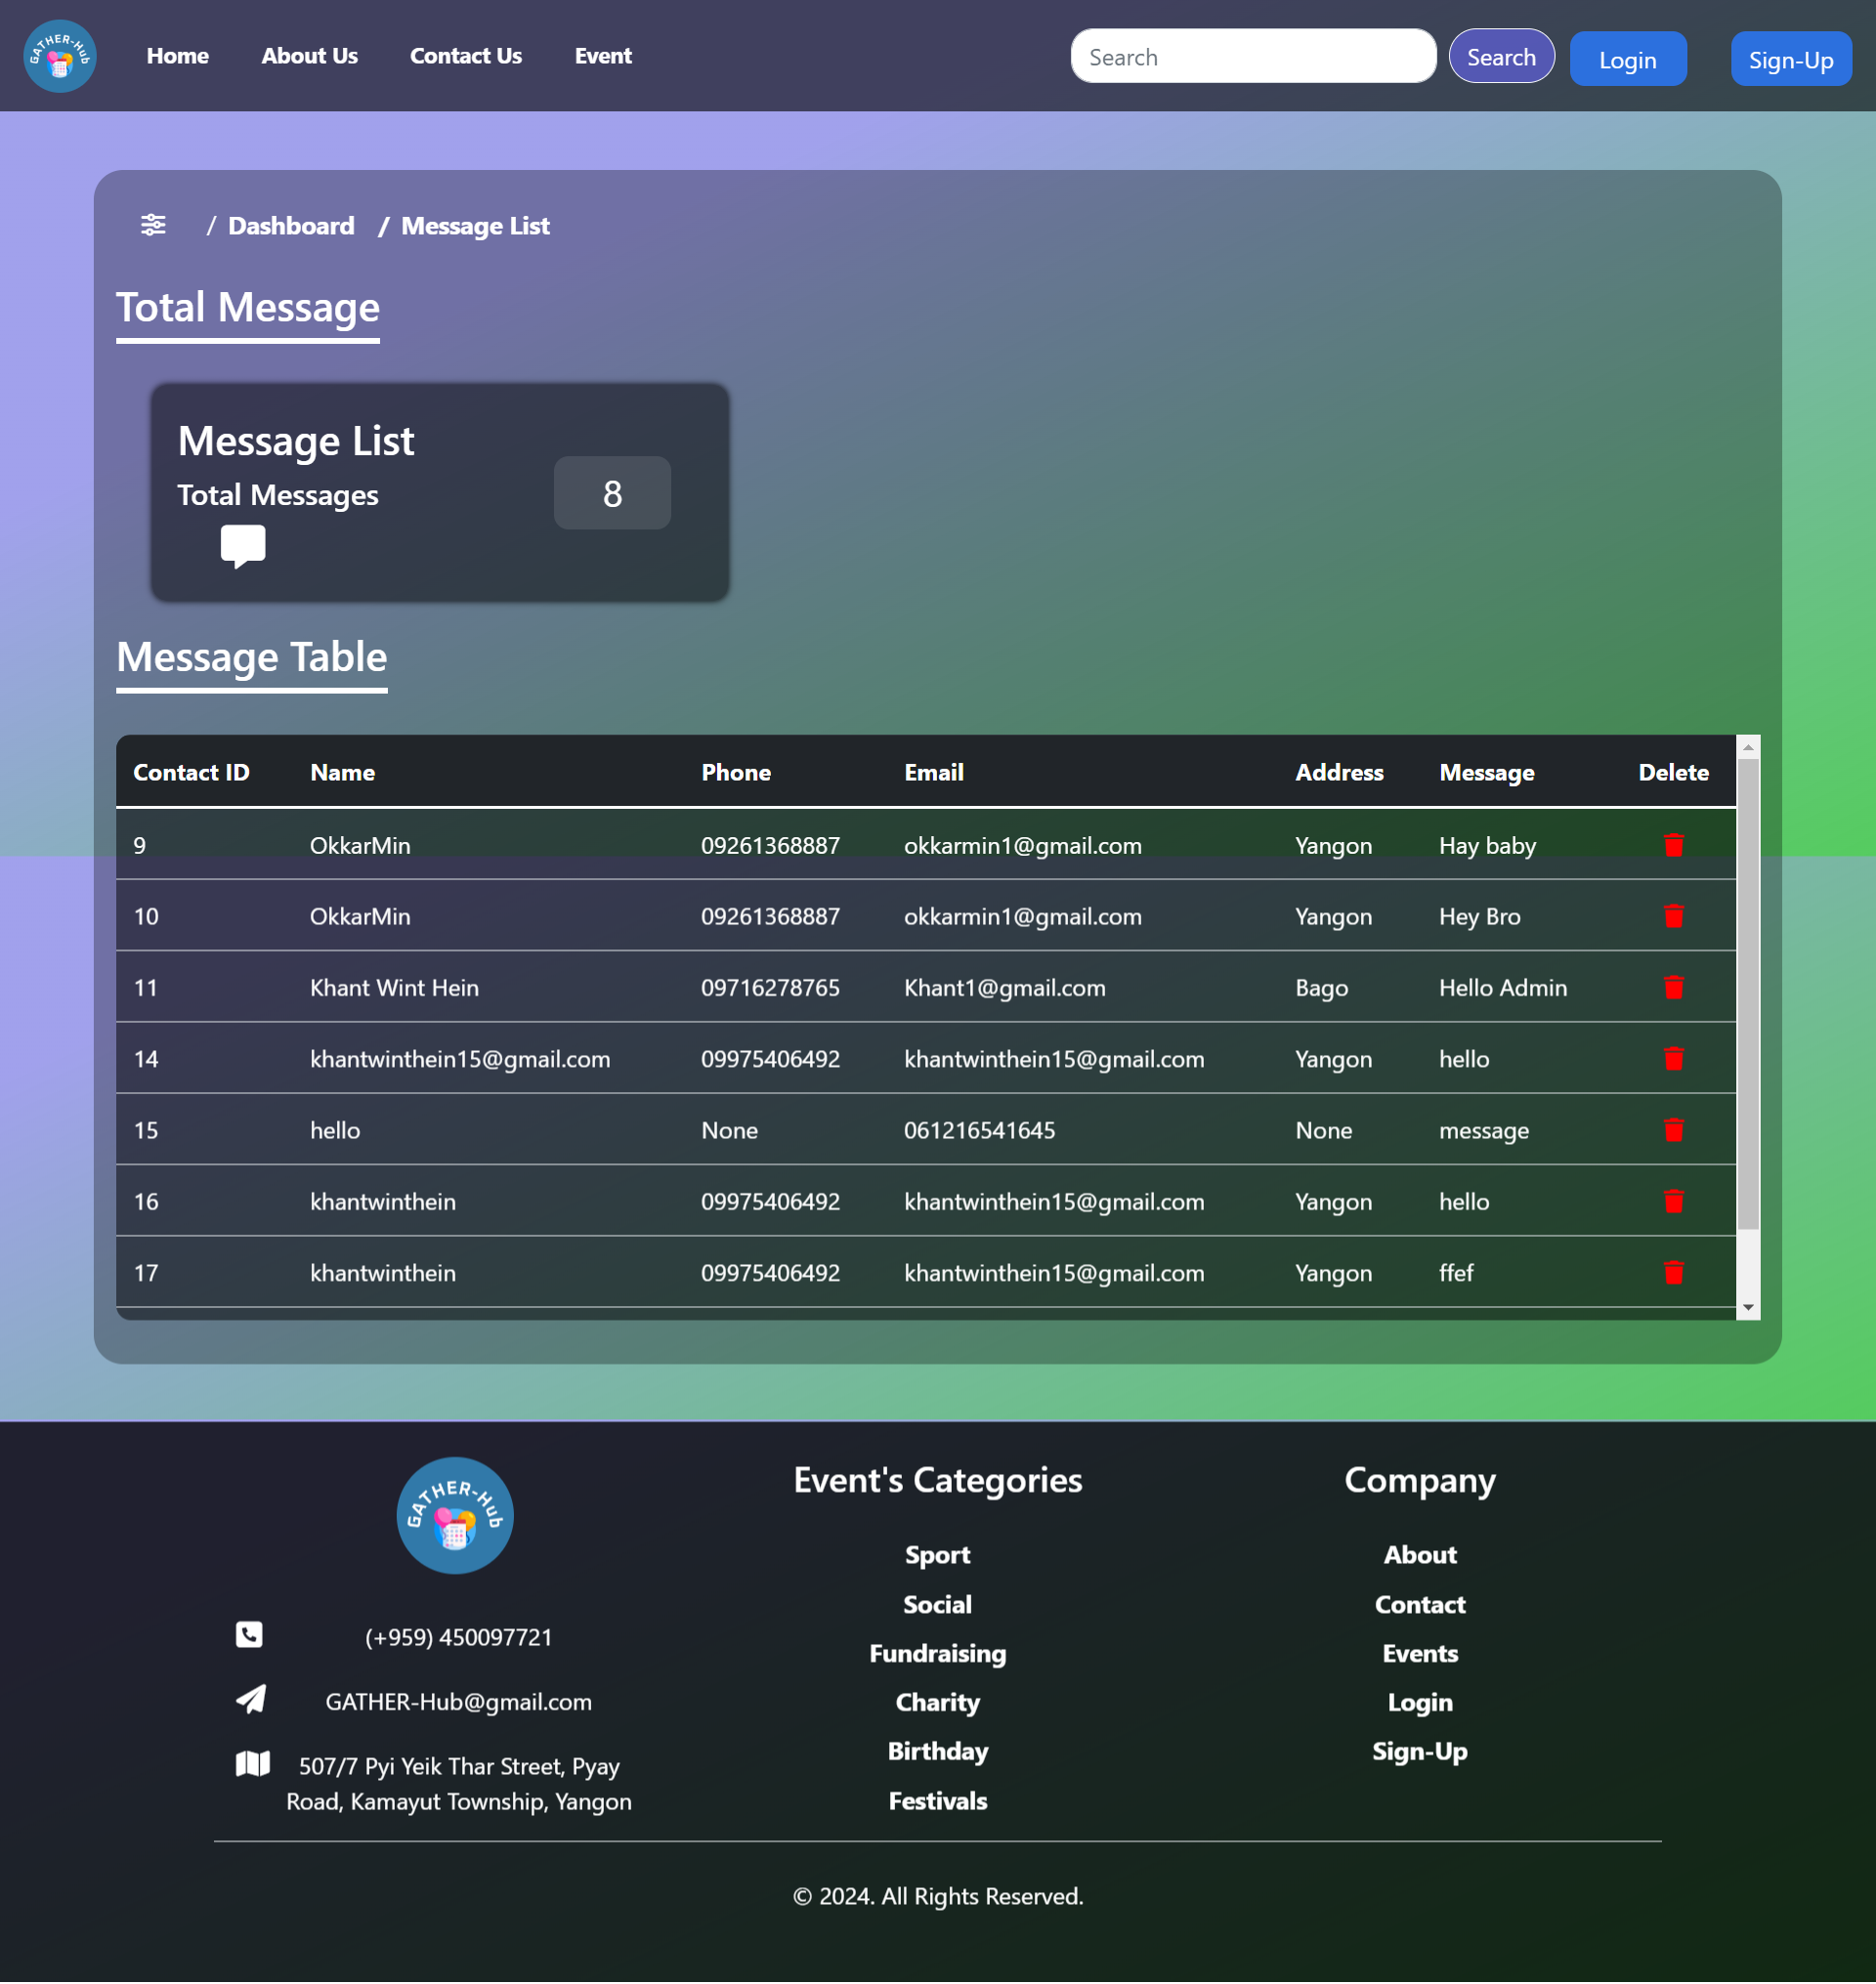 GATHER-Hub
Home About Us Contact Us Event Search Search Login Sign-Up
/ Dashboard / Message List
Total Message
Message List
Total Messages
8
Message Table
Contact ID Name Phone Email Address Message Delete
9 OkkarMin 09261368887 okkarmin1@gmail.com Yangon Hay baby
10 OkkarMin 09261368887 okkarmin1@gmail.com Yangon Hey Bro
11 Khant Wint Hein 09716278765 Khant1@gmail.com Bago Hello Admin
14 khantwinthein15@gmail.com 09975406492 khantwinthein15@gmail.com Yangon hello
15 hello None 061216541645 None message
16 khantwinthein 09975406492 khantwinthein15@gmail.com Yangon hello
17 khantwinthein 09975406492 khantwinthein15@gmail.com Yangon ffef
GATHER-Hub
(+959) 450097721
GATHER-Hub@gmail.com
507/7 Pyi Yeik Thar Street, Pyay
Road, Kamayut Township, Yangon
Event's Categories
Sport
Social
Fundraising
Charity
Birthday
Festivals
Company
About
Contact
Events
Login
Sign-Up
© 2024. All Rights Reserved.